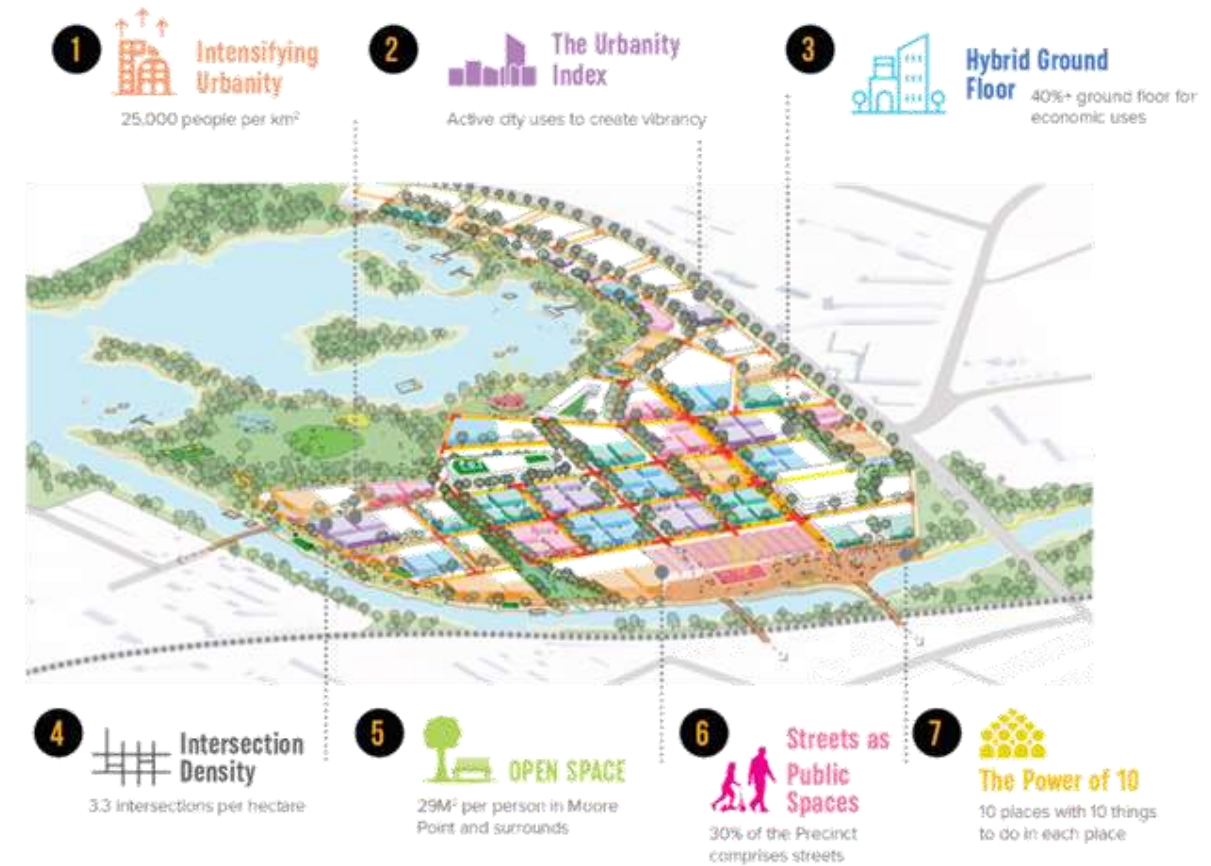 1
Intensifying
Urbanity
25,000 people per km²
2
The Urbanity
Index
Active city uses to create vibrancy
3
Hybrid Ground
Floor 40%+ ground floor for
economic uses
4
Intersection
Density
3.3 intersections per hectare
5
OPEN SPACE
29M² per person in Moore
Point and surrounds
6
Streets as
Public
Spaces
30% of the Precinct
comprises streets
7
The Power of 10
10 places with 10 things
to do in each place